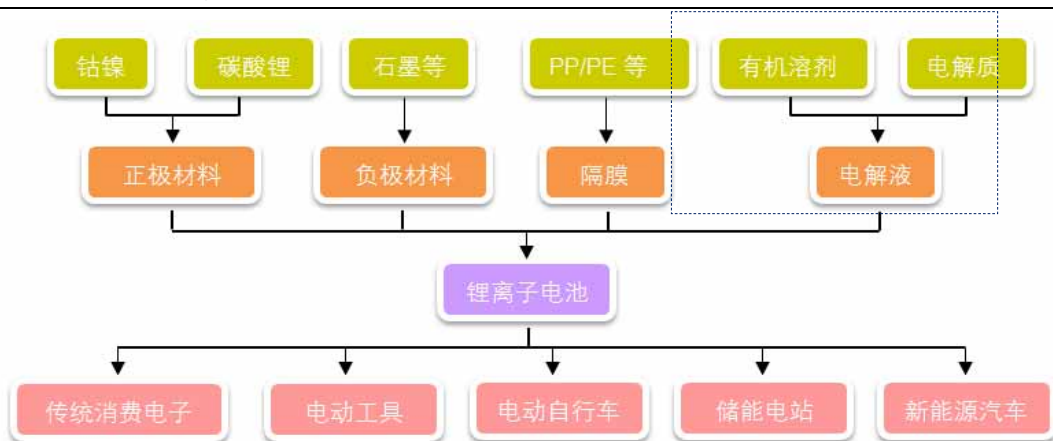 钴镍 碳酸锂 石墨等 PP/PE 等 有机溶剂 电解质
正极材料 负极材料 隔膜 电解液
锂离子电池
传统消费电子 电动工具 电动自行车 储能电站 新能源汽车